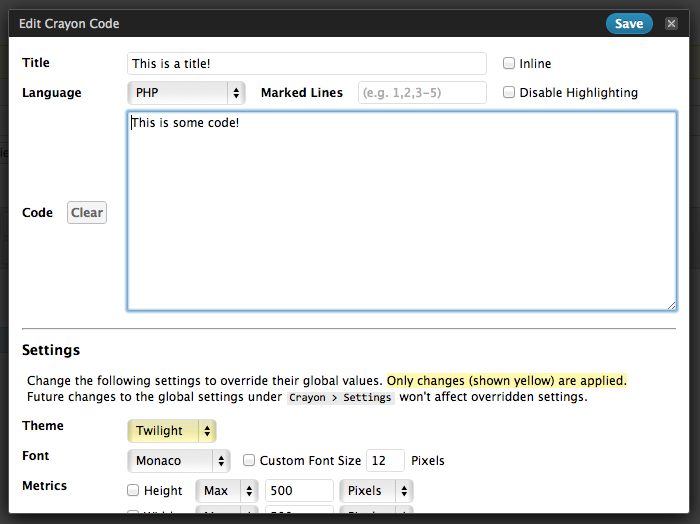 Edit Crayon Code Save
Title This is a title! Inline
Language PHP Marked Lines (e.g. 1,2,3-5) Disable Highlighting
This is some code!
Code Clear
Settings
Change the following settings to override their global values. Only changes (shown yellow) are applied.
Future changes to the global settings under Crayon > Settings won't affect overridden settings.
Theme Twilight
Font Monaco Custom Font Size 12 Pixels
Metrics Height Max 500 Pixels